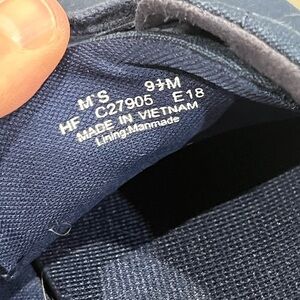 M'S 9½M
HF C27905 E18
MADE IN VIETNAM
Lining:Manmade